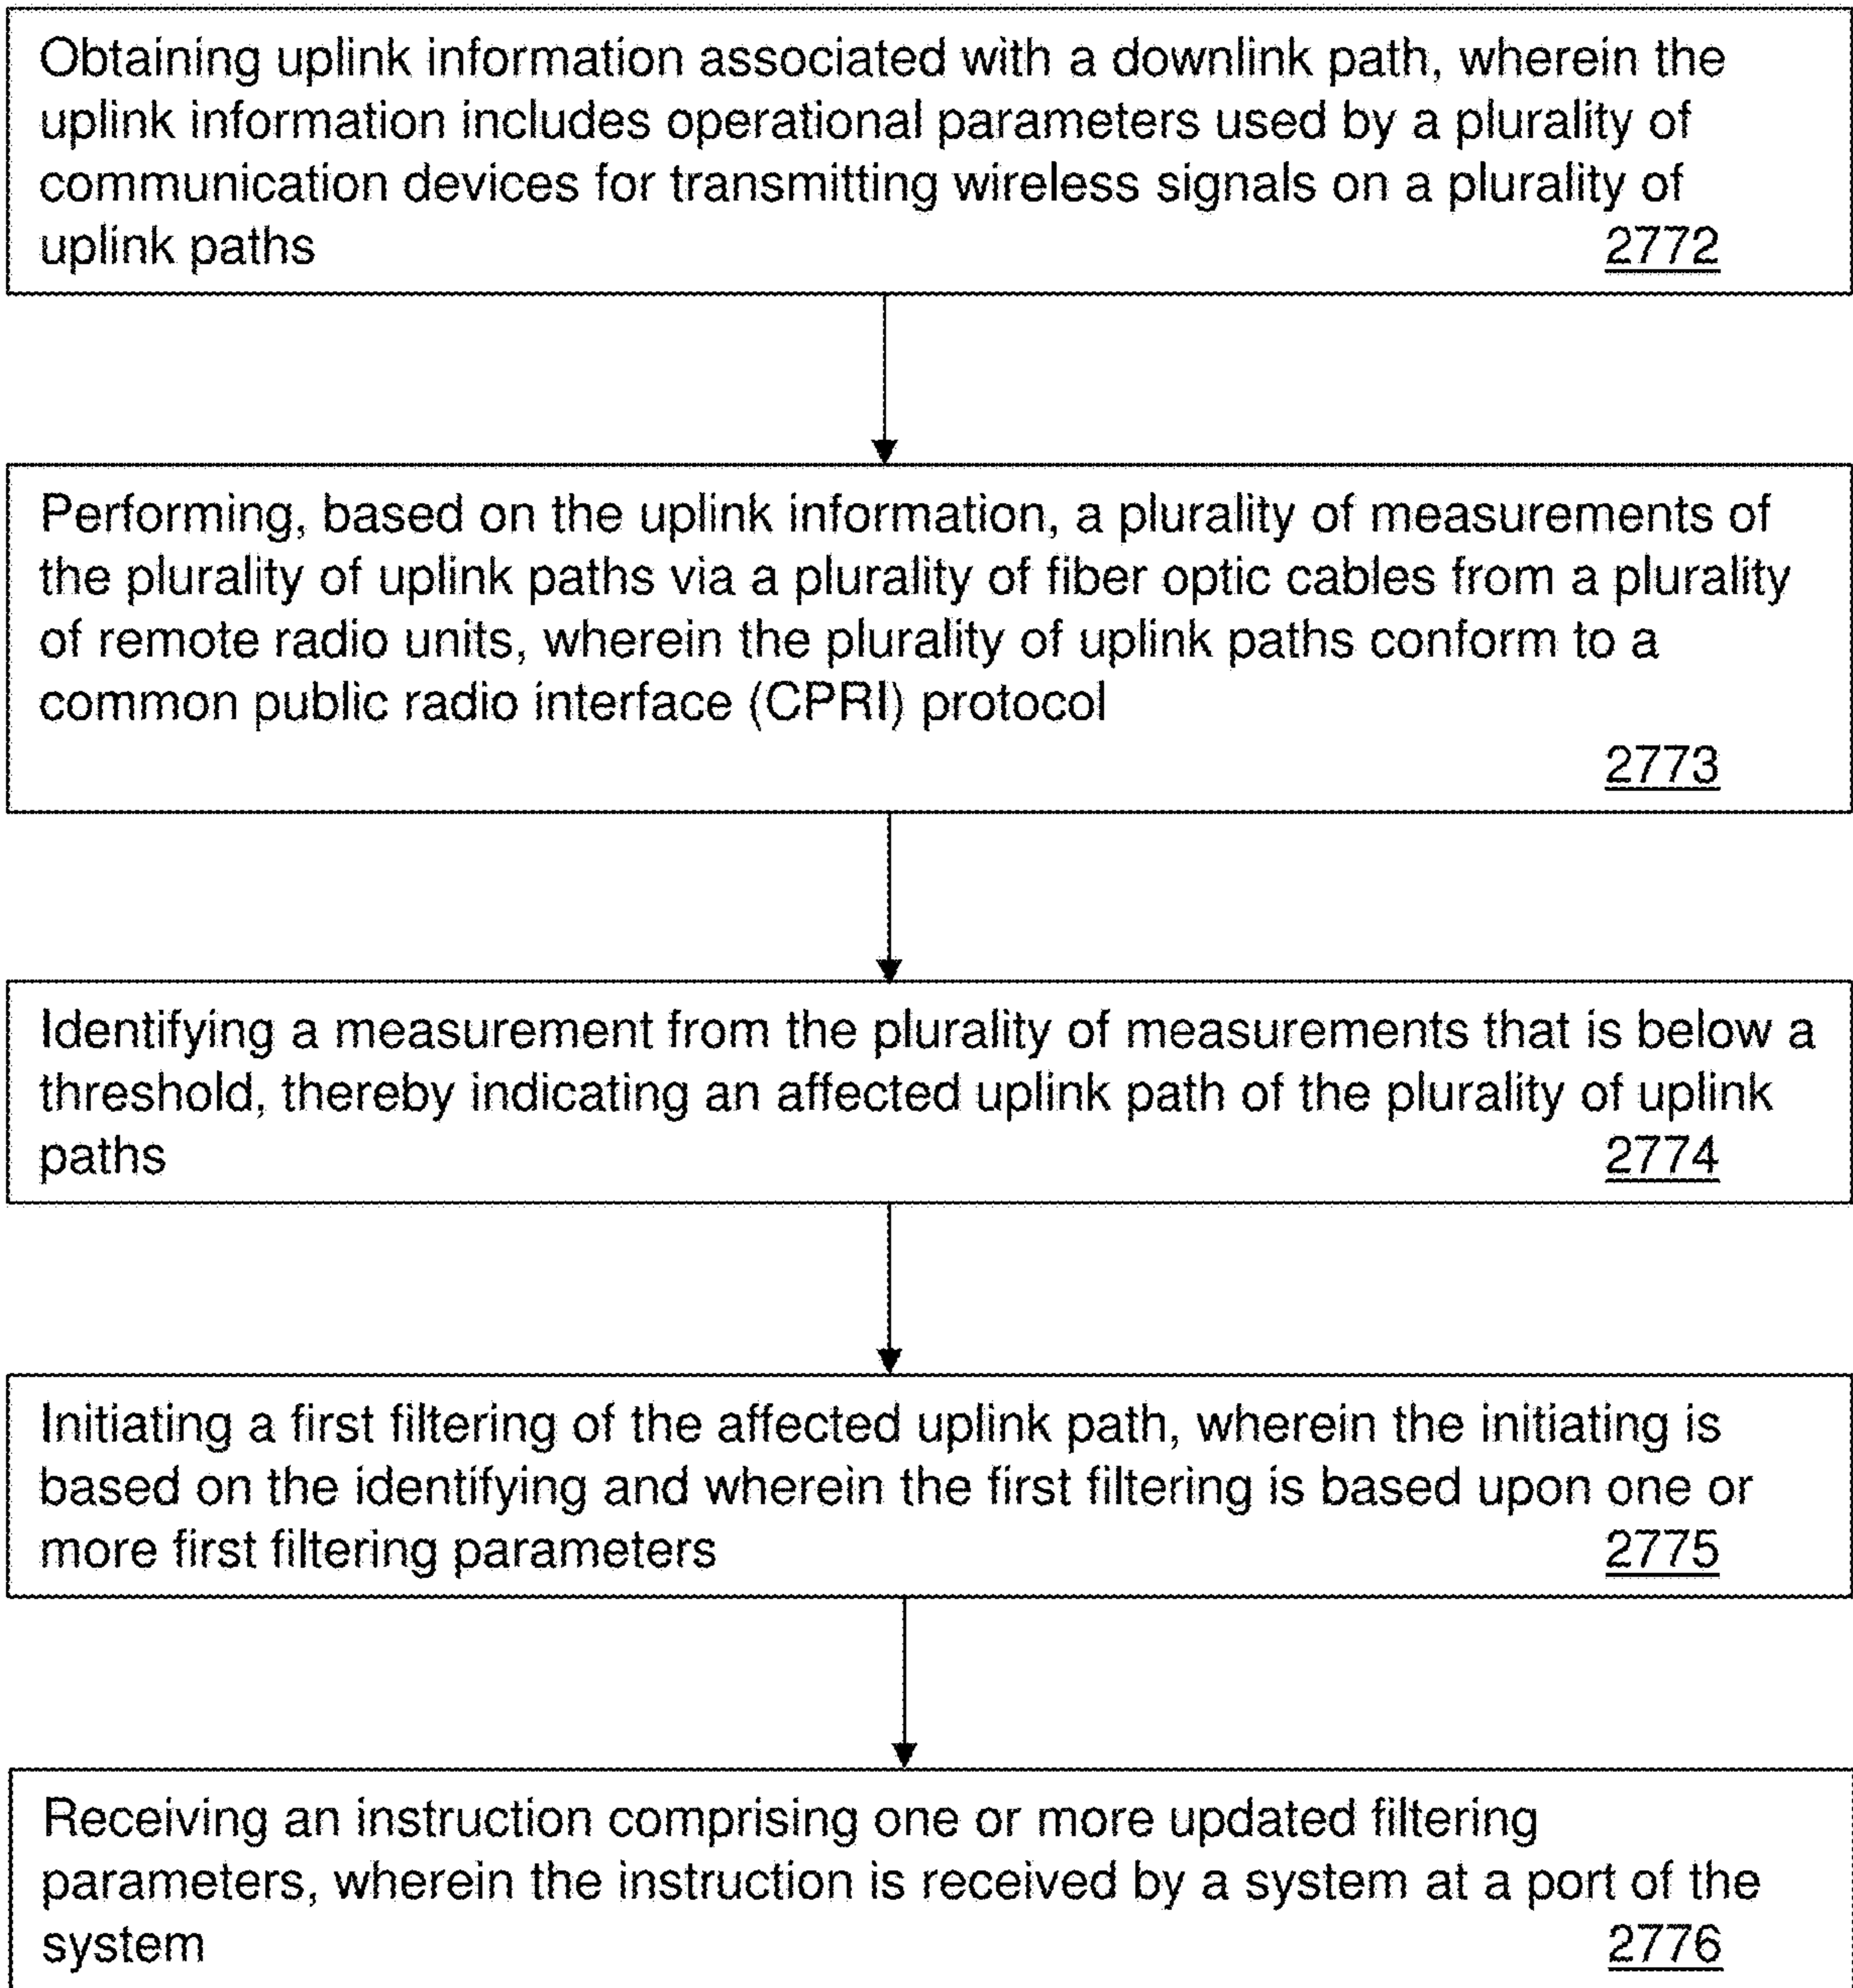 Obtaining uplink information associated with a downlink path, wherein the
uplink information includes operational parameters used by a plurality of
communication devices for transmitting wireless signals on a plurality of
uplink paths 2772
Performing, based on the uplink information, a plurality of measurements of
the plurality of uplink paths via a plurality of fiber optic cables from a plurality
of remote radio units, wherein the plurality of uplink paths conform to a
common public radio interface (CPRI) protocol
2773
Identifying a measurement from the plurality of measurements that is below a
threshold, thereby indicating an affected uplink path of the plurality of uplink
paths 2774
Initiating a first filtering of the affected uplink path, wherein the initiating is
based on the identifying and wherein the first filtering is based upon one or
more first filtering parameters 2775
Receiving an instruction comprising one or more updated filtering
parameters, wherein the instruction is received by a system at a port of the
system 2776